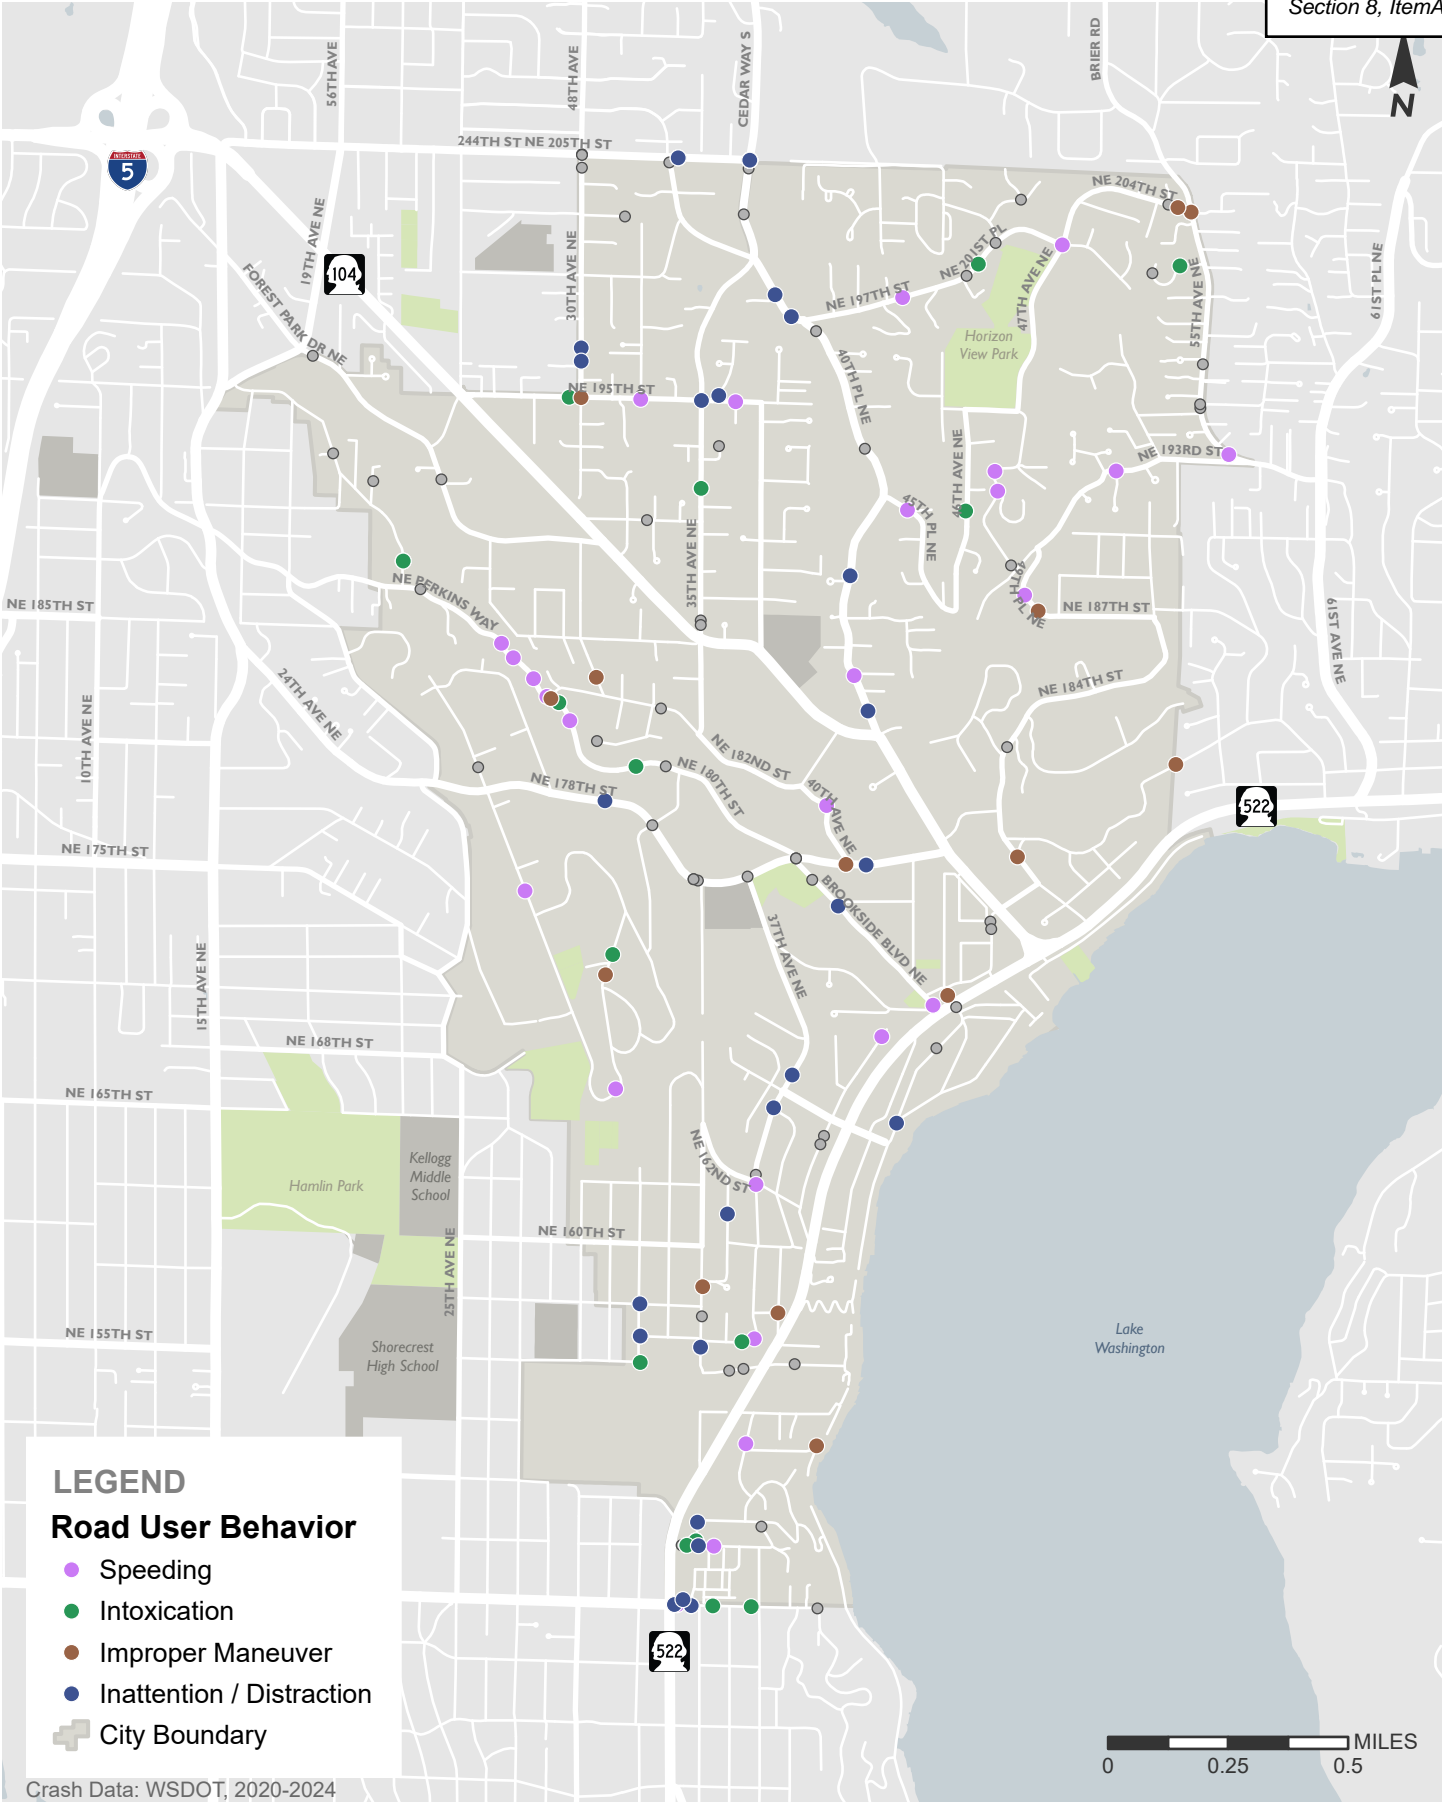 Section 8, ItemA
N
56TH AVE
48TH AVE
CEDAR WAY S
BRIER RD
244TH ST NE 205TH ST
INTERSTATE
5
104
19TH AVE NE
FOREST PARK DR NE
30TH AVE NE
NE 204TH ST
NE 201ST PL
NE 197TH ST
47TH AVE NE
55TH AVE NE
61ST PL NE
Horizon
View Park
40TH PL NE
NE 195TH ST
NE 193RD ST
45TH PL NE
35TH AVE NE
NE PERKINS WAY
NE 185TH ST
NE 187TH ST
61ST AVE NE
24TH AVE NE
10TH AVE NE
NE 184TH ST
NE 182ND ST
NE 180TH ST
NE 178TH ST
40TH AVE NE
522
NE 175TH ST
BROOKSIDE BLVD NE
37TH AVE NE
15TH AVE NE
NE 168TH ST
NE 165TH ST
NE 162ND ST
Kellogg
Middle
School
Hamlin Park
NE 160TH ST
25TH AVE NE
NE 155TH ST
Shorecrest
High School
Lake
Washington
LEGEND
Road User Behavior
Speeding
Intoxication
Improper Maneuver
Inattention / Distraction
City Boundary
522
MILES
0 0.25 0.5
Crash Data: WSDOT, 2020-2024